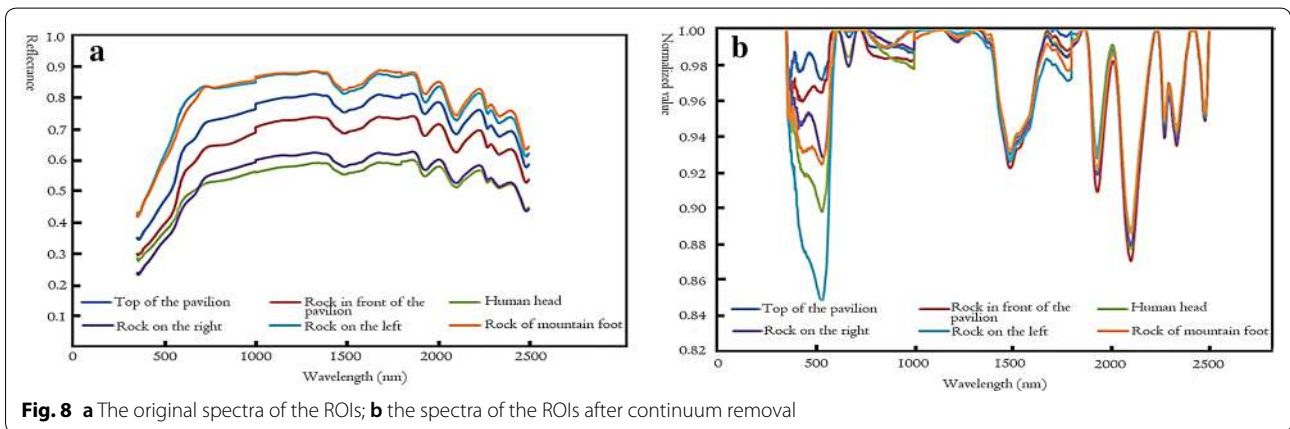 a
Reflectance
1.0
0.9
0.8
0.7
0.6
0.5
0.4
0.3
0.2
0.1
Top of the pavilion
Rock in front of the pavilion
Human head
Rock on the right
Rock on the left
Rock of mountain foot
0 500 1000 1500 2000 2500
Wavelength (nm)
b
Normalized value
1.00
0.98
0.96
0.94
0.92
0.90
0.88
0.86
0.84
0.82
Top of the pavilion
Rock in front of the pavilion
Human head
Rock on the right
Rock on the left
Rock of mountain foot
0 500 1000 1500 2000 2500
Wavelength (nm)
Fig. 8 a The original spectra of the ROIs; b the spectra of the ROIs after continuum removal